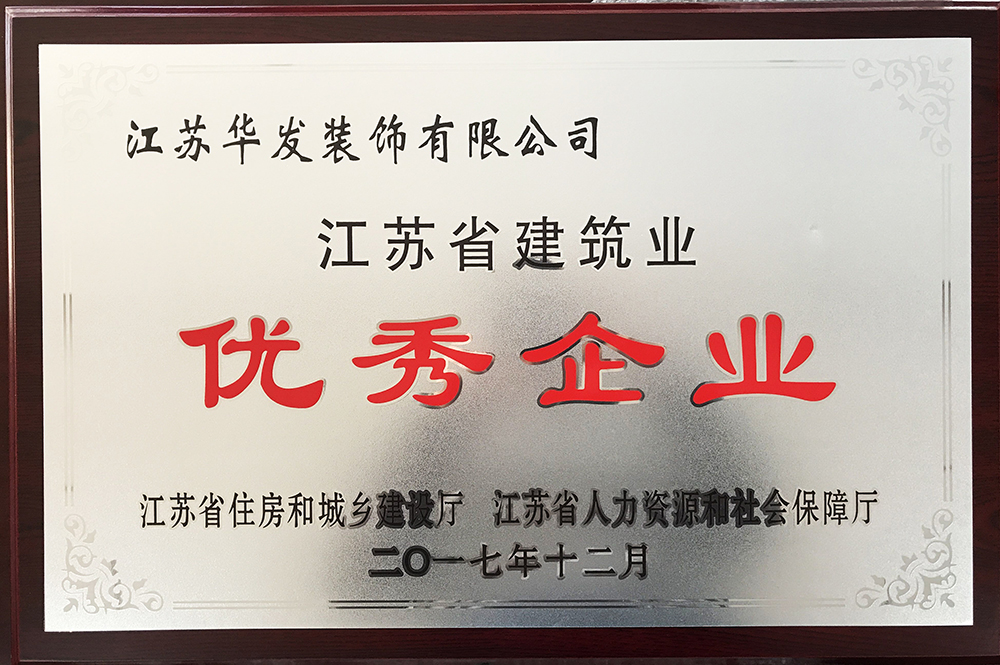 江苏华发装饰有限公司
江苏省建筑业
优秀企业
江苏省住房和城乡建设厅 江苏省人力资源和社会保障厅
二〇一七年十二月